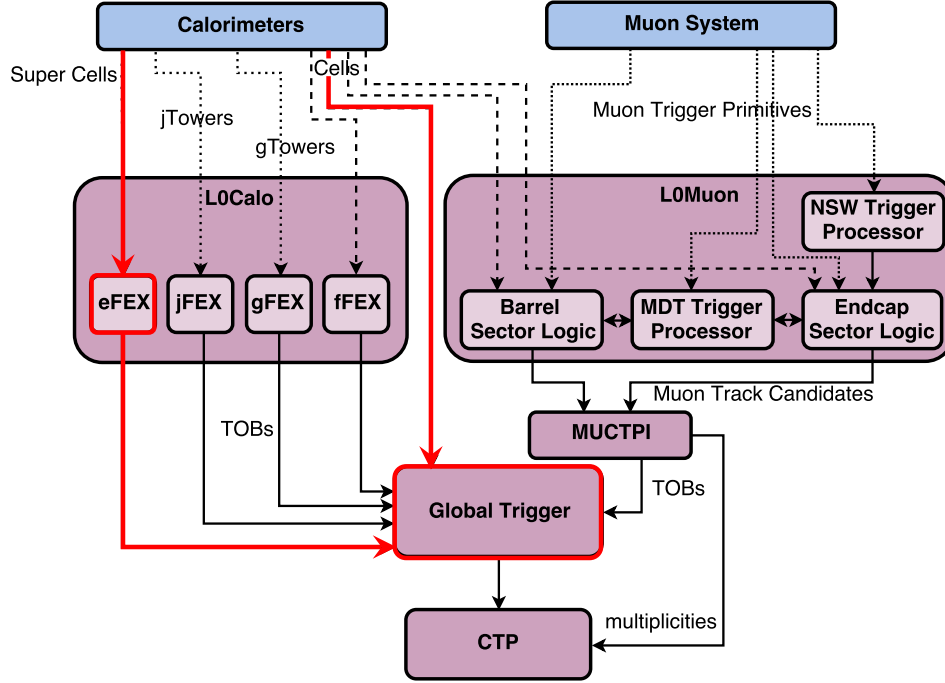 Calorimeters
Muon System
Super Cells
Cells
jTowers
gTowers
Muon Trigger Primitives
L0Calo
L0Muon
NSW Trigger
Processor
eFEX
jFEX
gFEX
fFEX
Barrel
Sector Logic
MDT Trigger
Processor
Endcap
Sector Logic
Muon Track Candidates
TOBs
MUCTPI
TOBs
Global Trigger
multiplicities
CTP